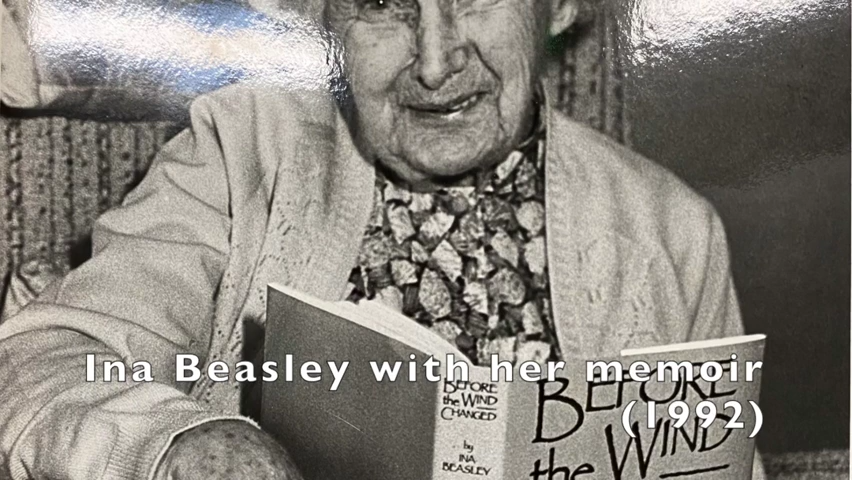 Ina Beasley with her memoir
(1992)
BEFORE
the WIND
CHANGED
by
INA
BEASLEY
BEFORE
the WIND